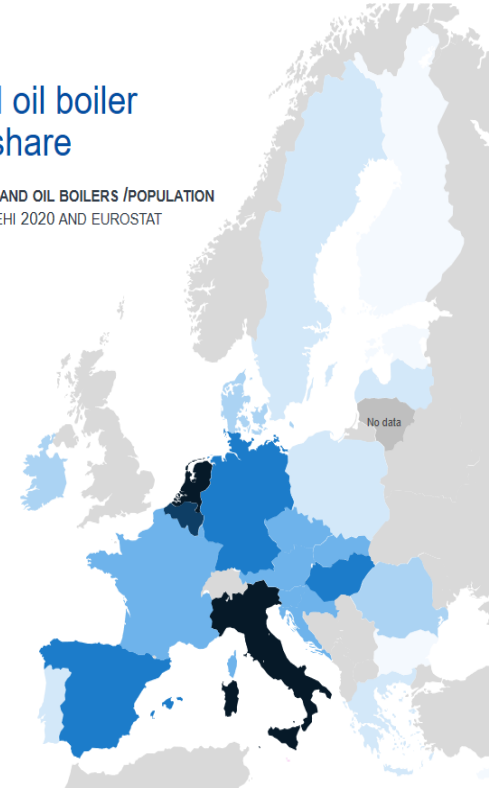 oil boiler
share
AND OIL BOILERS /POPULATION
EHI 2020 AND EUROSTAT
No data